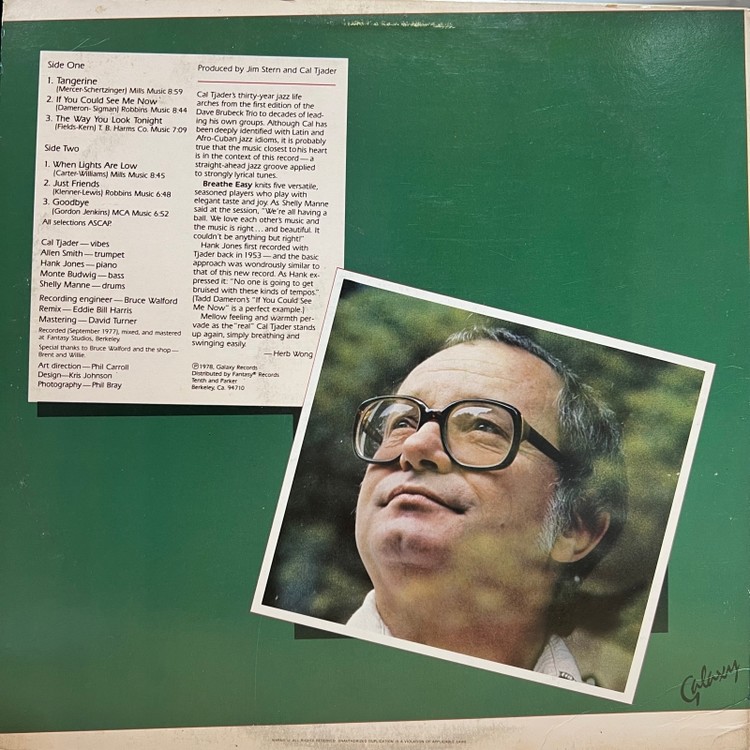 Side One
1. Tangerine
(Mercer-Schertzinger) Mills Music 8:59
2. If You Could See Me Now
(Dameron- Sigman) Robbins Music 8:44
3. The Way You Look Tonight
(Fields-Kern) T. B. Harms Co. Music 7:09
Side Two
1. When Lights Are Low
(Carter-Williams) Mills Music 8:45
2. Just Friends
(Klenner-Lewis) Robbins Music 6:48
3. Goodbye
(Gordon Jenkins) MCA Music 6:52
All selections ASCAP.
Cal Tjader—vibes
Allen Smith—trumpet
Hank Jones—piano
Monte Budwig—bass
Shelly Manne—drums
Recording engineer—Bruce Walford
Remix—Eddie Bill Harris
Mastering—David Turner
Recorded (September 1977), mixed, and mastered
at Fantasy Studios, Berkeley.
Special thanks to Bruce Walford and the shop—
Brent and Willie.
Art direction—Phil Carroll
Design—Kris Johnson
Photography—Phil Bray
Produced by Jim Stern and Cal Tjader
Cal Tjader's thirty-year jazz life
arches from the first edition of the
Dave Brubeck Trio to decades of lead-
ing his own groups. Although Cal has
been deeply identified with Latin and
Afro-Cuban jazz idioms, it is probably
true that the music closest to his heart
is in the context of this record—a
straight-ahead jazz groove applied
to strongly lyrical tunes.
Breathe Easy knits five versatile,
seasoned players who play with
elegant taste and joy. As Shelly Manne
said at the session, "We're all having a
ball. We love each other's music and
the music is right...and beautiful. It
couldn't be anything but right!"
Hank Jones first recorded with
Tjader back in 1953—and the basic
approach was wondrously similar to
that of this new record. As Hank ex-
pressed it: "No one is going to get
bruised with these kinds of tempos."
(Tadd Dameron's "If You Could See
Me Now" is a perfect example.)
Mellow feeling and warmth per-
vade as the "real" Cal Tjader stands
up again, simply breathing and
swinging easily.
—Herb Wong
℗1978, Galaxy Records
Distributed by Fantasy® Records
Tenth and Parker
Berkeley, Ca. 94710
Galaxy
ALL RIGHTS RESERVED. UNAUTHORIZED DUPLICATION IS A VIOLATION OF APPLICABLE LAWS.